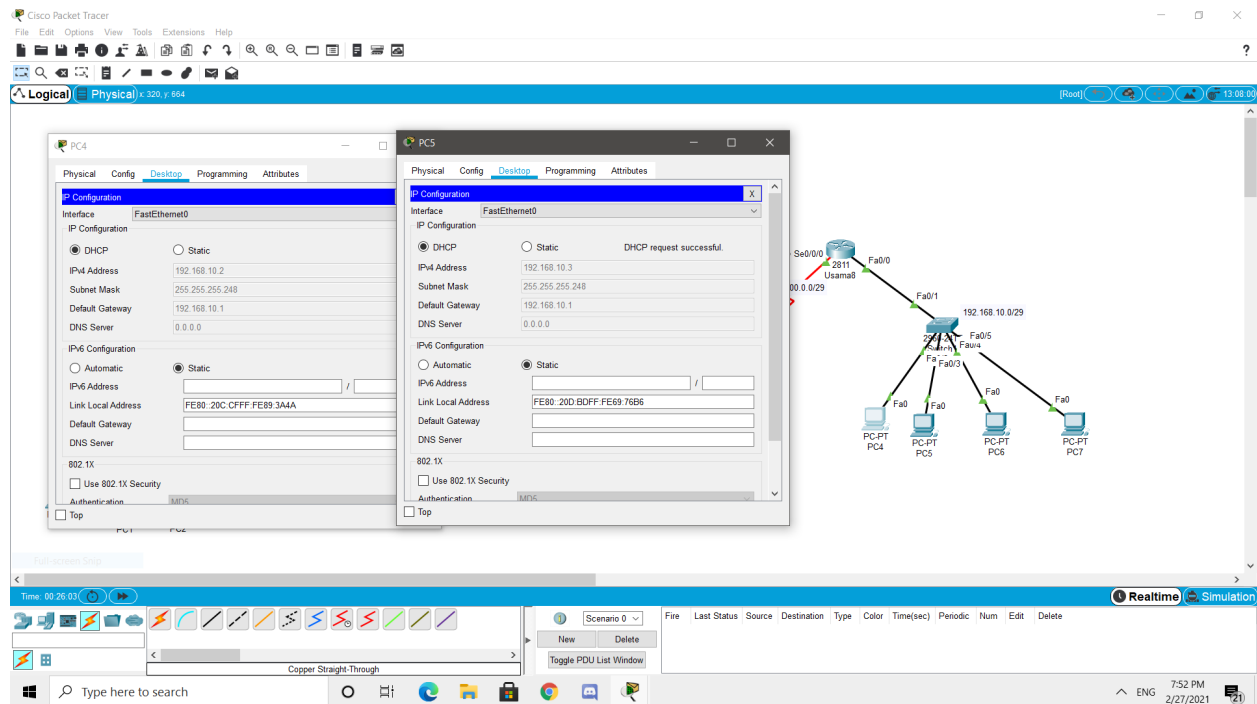 Cisco Packet Tracer
File Edit Options View Tools Extensions Help
?
Logical Physical x: 320, y: 664
[Root] 13:08:00
PC4
Physical Config Desktop Programming Attributes
IP Configuration
Interface FastEthernet0
IP Configuration
DHCP Static
IPv4 Address 192.168.10.2
Subnet Mask 255.255.255.248
Default Gateway 192.168.10.1
DNS Server 0.0.0.0
IPv6 Configuration
Automatic Static
IPv6 Address /
Link Local Address FE80::20C:CFFF:FE89:3A4A
Default Gateway
DNS Server
802.1X
Use 802.1X Security
Authentication MD5
Top
PC5
Physical Config Desktop Programming Attributes
IP Configuration X
Interface FastEthernet0
IP Configuration
DHCP Static DHCP request successful.
IPv4 Address 192.168.10.3
Subnet Mask 255.255.255.248
Default Gateway 192.168.10.1
DNS Server 0.0.0.0
IPv6 Configuration
Automatic Static
IPv6 Address /
Link Local Address FE80::20D:BDFF:FE69:76B6
Default Gateway
DNS Server
802.1X
Use 802.1X Security
Authentication MD5
Top
Se0/0/0
2811
Usama8
Fa0/0
00.0.0/29
Fa0/1
192.168.10.0/29
Switch
Fa0/5
Fa0/4
Fa0/3
Fa0
Fa0
Fa0
Fa0
PC-PT
PC4
PC-PT
PC5
PC-PT
PC6
PC-PT
PC7
PC1
PC2
Full-screen Snip
Time: 00:26:03
Realtime Simulation
Scenario 0
New Delete
Toggle PDU List Window
Fire Last Status Source Destination Type Color Time(sec) Periodic Num Edit Delete
Copper Straight-Through
Type here to search
ENG
7:52 PM
2/27/2021
21